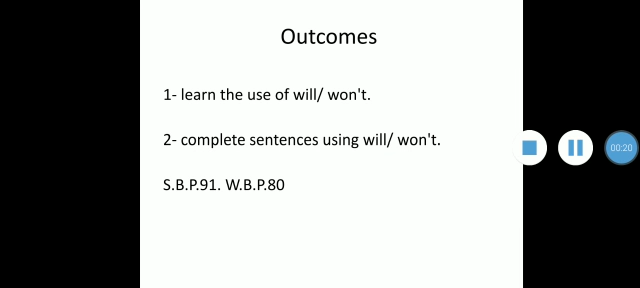 Outcomes
1- learn the use of will/ won't.
2- complete sentences using will/ won't.
S.B.P.91. W.B.P.80
00:20